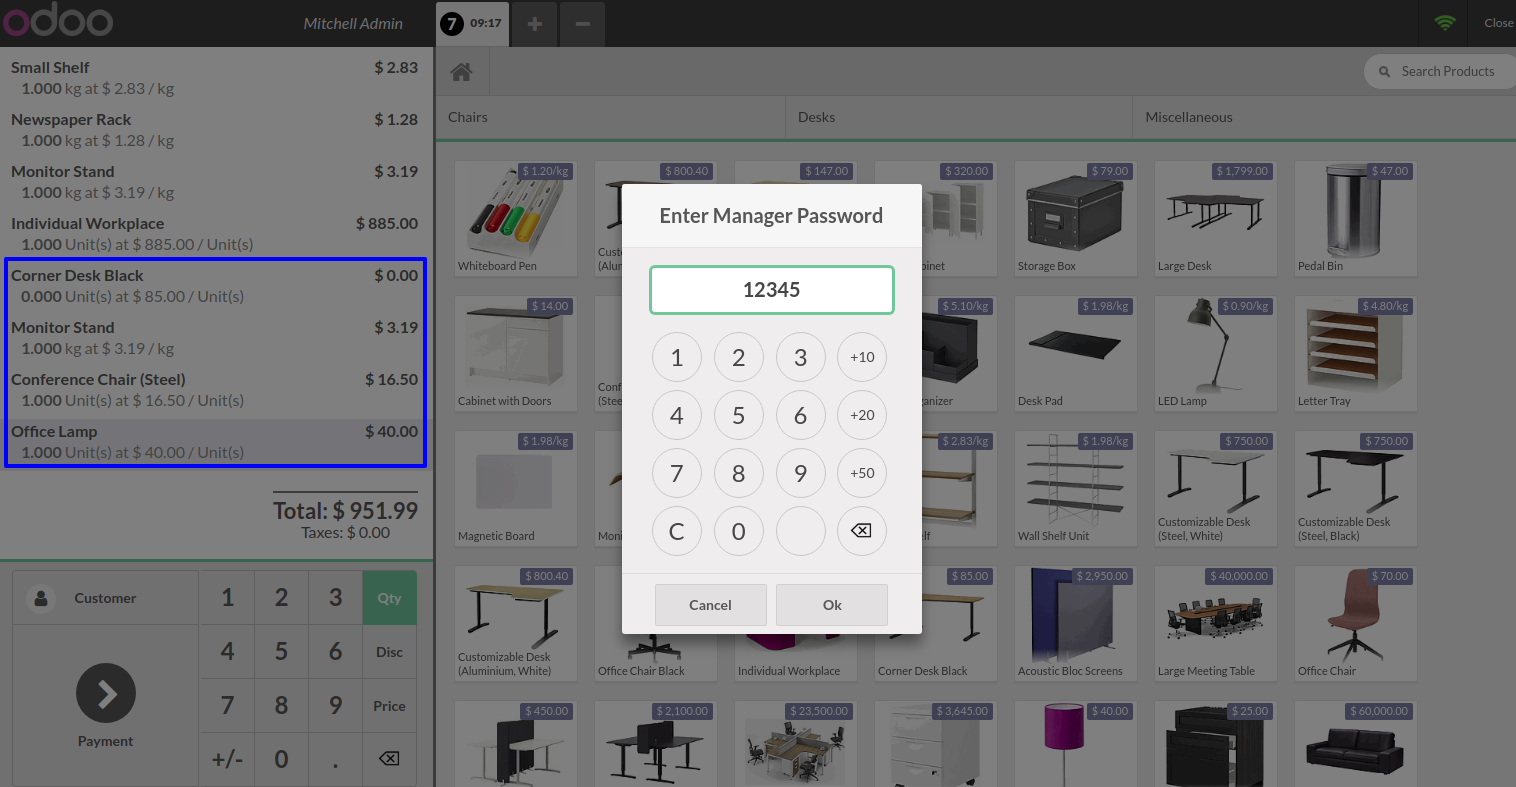 odoo
Mitchell Admin
7 09:17
Close
Small Shelf $ 2.83
1.000 kg at $ 2.83 / kg
Newspaper Rack $ 1.28
1.000 kg at $ 1.28 / kg
Monitor Stand $ 3.19
1.000 kg at $ 3.19 / kg
Individual Workplace $ 885.00
1.000 Unit(s) at $ 885.00 / Unit(s)
Corner Desk Black $ 0.00
0.000 Unit(s) at $ 85.00 / Unit(s)
Monitor Stand $ 3.19
1.000 kg at $ 3.19 / kg
Conference Chair (Steel) $ 16.50
1.000 Unit(s) at $ 16.50 / Unit(s)
Office Lamp $ 40.00
1.000 Unit(s) at $ 40.00 / Unit(s)
Total: $ 951.99
Taxes: $ 0.00
Customer
Payment
1 2 3 Qty
4 5 6 Disc
7 8 9 Price
+/- 0 .
Search Products
Chairs Desks Miscellaneous
$ 1.20/kg $ 800.40 $ 147.00 $ 320.00 $ 79.00 $ 1,799.00 $ 47.00
Whiteboard Pen
Storage Box Large Desk Pedal Bin
$ 14.00 $ 5.10/kg $ 1.98/kg $ 0.90/kg $ 4.80/kg
Cabinet with Doors
Desk Pad LED Lamp Letter Tray
$ 1.98/kg $ 2.83/kg $ 1.98/kg $ 750.00 $ 750.00
Magnetic Board
Wall Shelf Unit
Customizable Desk
(Steel, White)
Customizable Desk
(Steel, Black)
$ 800.40 $ 85.00 $ 2,950.00 $ 40,000.00 $ 70.00
Customizable Desk
(Aluminium, White)
Office Chair Black Individual Workplace Corner Desk Black Acoustic Bloc Screens Large Meeting Table Office Chair
$ 450.00 $ 2,100.00 $ 23,500.00 $ 3,645.00 $ 40.00 $ 25.00 $ 60,000.00
Enter Manager Password
12345
1 2 3 +10
4 5 6 +20
7 8 9 +50
C 0
Cancel Ok